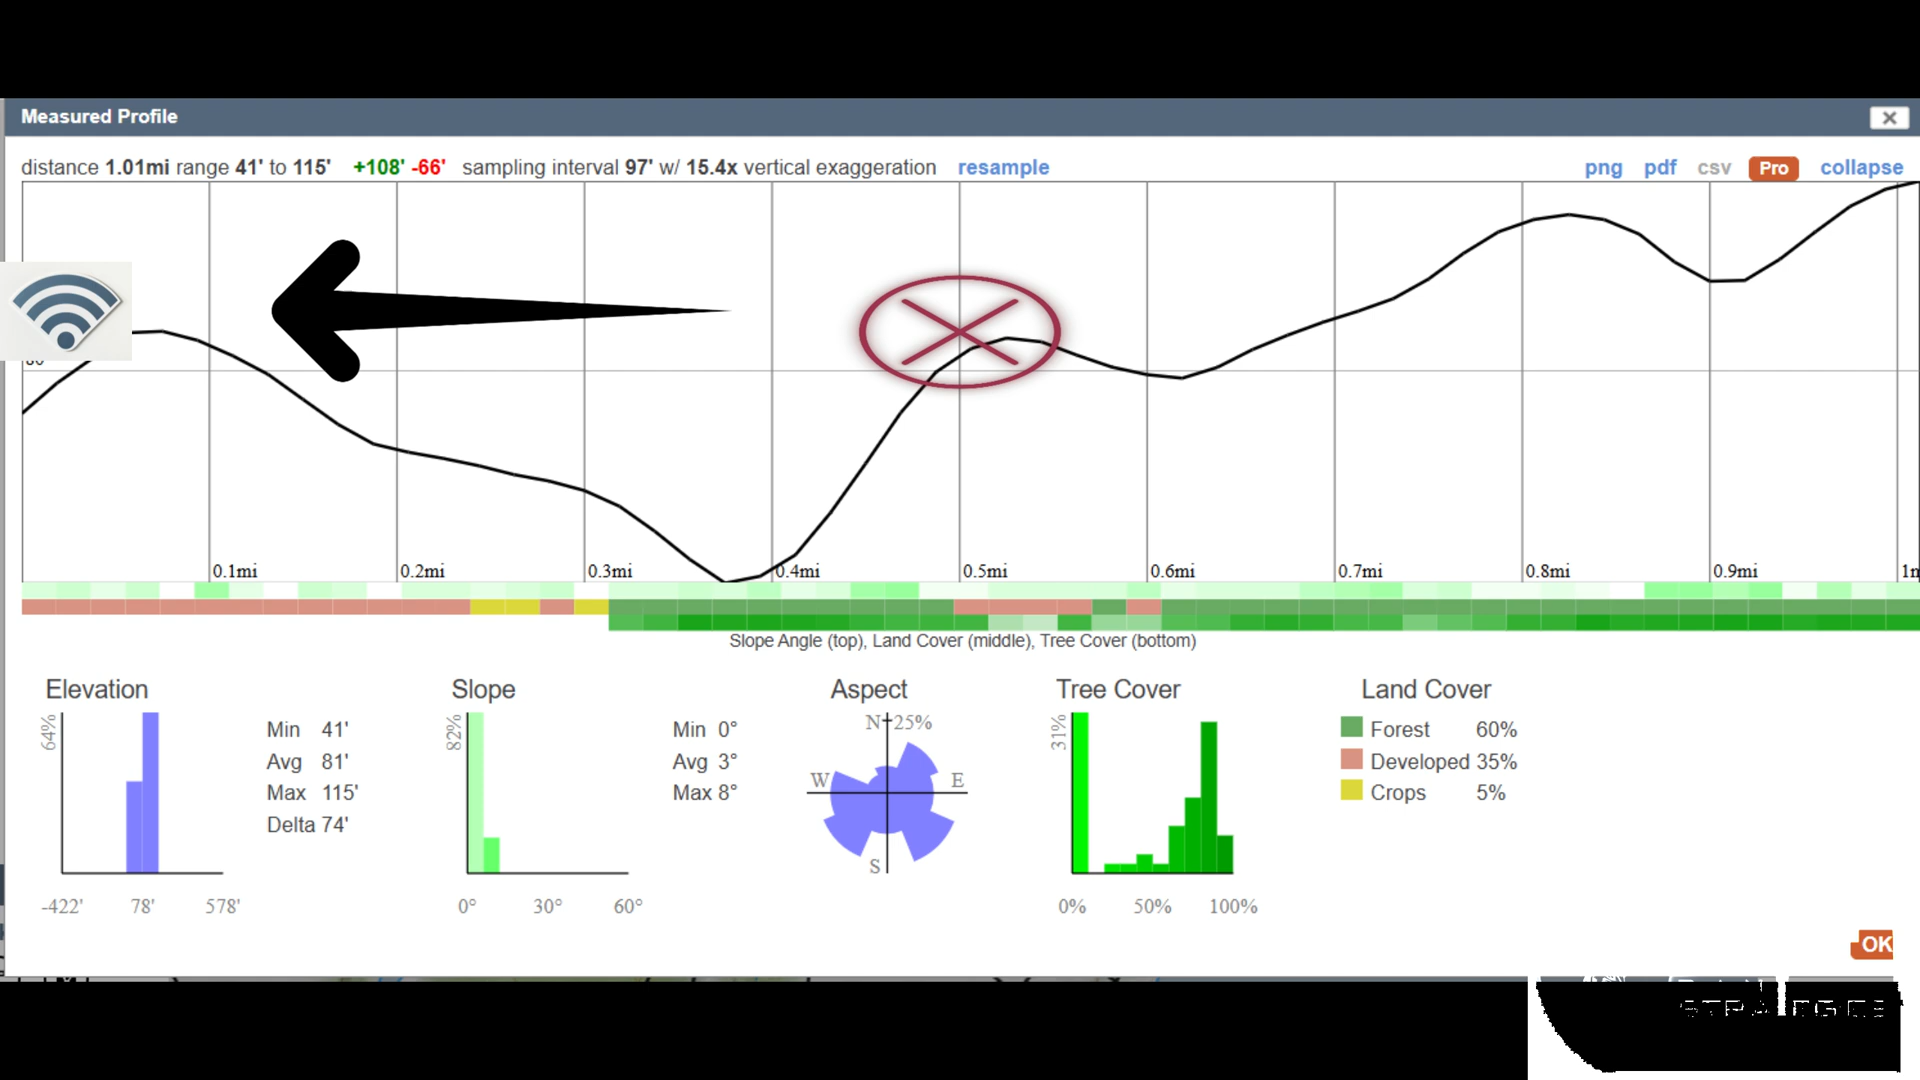 Measured Profile
distance 1.01mi range 41' to 115' +108' -66' sampling interval 97' w/ 15.4x vertical exaggeration resample png pdf csv Pro collapse
0.1mi 0.2mi 0.3mi 0.4mi 0.5mi 0.6mi 0.7mi 0.8mi 0.9mi
Slope Angle (top), Land Cover (middle), Tree Cover (bottom)
Elevation
64%
-422' 78' 578'
Min 41'
Avg 81'
Max 115'
Delta 74'
Slope
82%
0° 30° 60°
Min 0°
Avg 3°
Max 8°
Aspect
N 25%
W E
S
Tree Cover
31%
0% 50% 100%
Land Cover
Forest 60%
Developed 35%
Crops 5%
OK